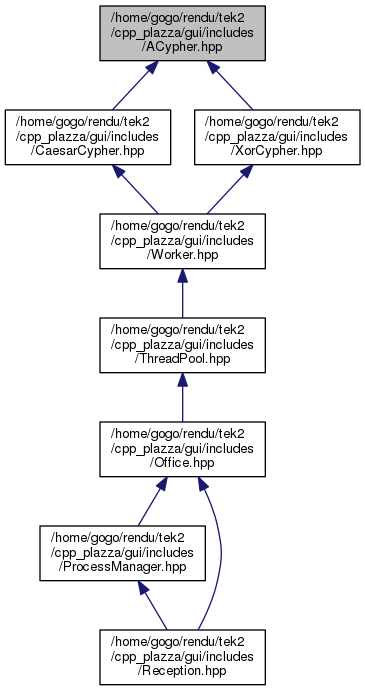 /home/gogo/rendu/tek2
/cpp_plazza/gui/includes
/ACypher.hpp
/home/gogo/rendu/tek2
/cpp_plazza/gui/includes
/CaesarCypher.hpp
/home/gogo/rendu/tek2
/cpp_plazza/gui/includes
/XorCypher.hpp
/home/gogo/rendu/tek2
/cpp_plazza/gui/includes
/Worker.hpp
/home/gogo/rendu/tek2
/cpp_plazza/gui/includes
/ThreadPool.hpp
/home/gogo/rendu/tek2
/cpp_plazza/gui/includes
/Office.hpp
/home/gogo/rendu/tek2
/cpp_plazza/gui/includes
/ProcessManager.hpp
/home/gogo/rendu/tek2
/cpp_plazza/gui/includes
/Reception.hpp